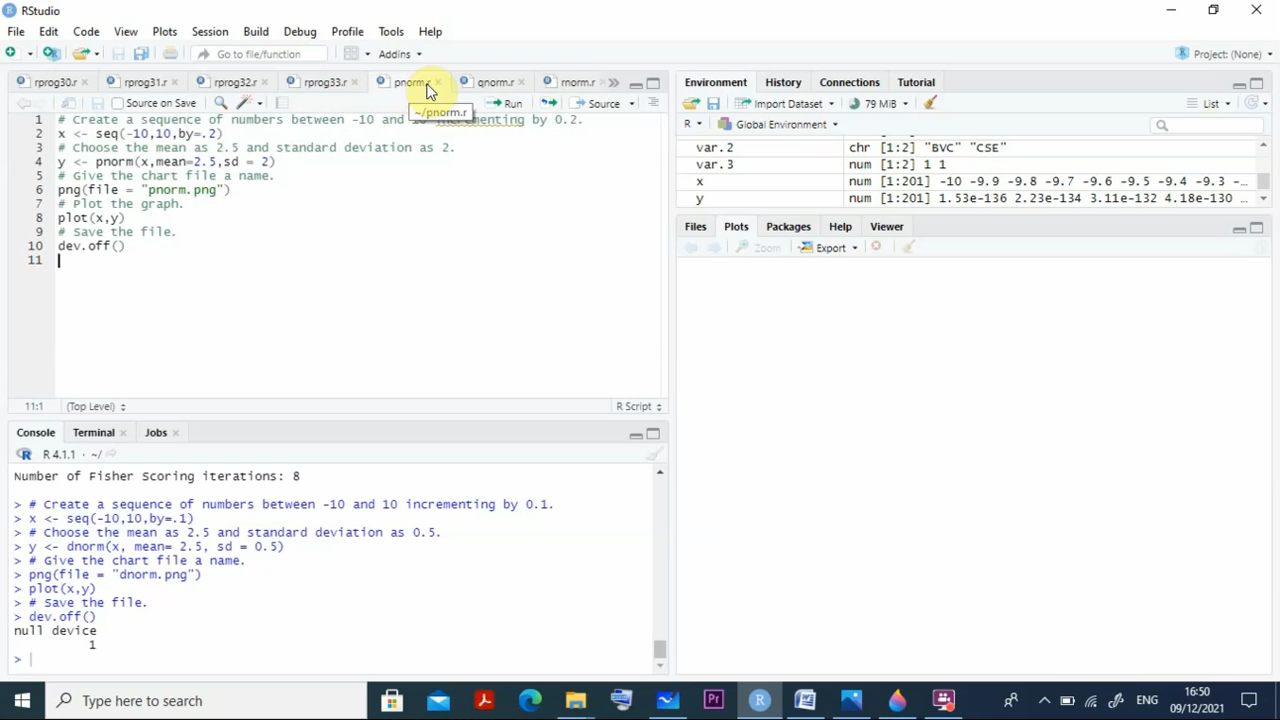 RStudio
File Edit Code View Plots Session Build Debug Profile Tools Help
Go to file/function Addins Project: (None)
rprog30.r rprog31.r rprog32.r rprog33.r pnorm.r qnorm.r rnorm.r
Source on Save Run Source
~/pnorm.r
1 # Create a sequence of numbers between -10 and 10 incrementing by 0.2.
2 x <- seq(-10,10,by=.2)
3 # Choose the mean as 2.5 and standard deviation as 2.
4 y <- pnorm(x,mean=2.5,sd = 2)
5 # Give the chart file a name.
6 png(file = "pnorm.png")
7 # Plot the graph.
8 plot(x,y)
9 # Save the file.
10 dev.off()
11
11:1 (Top Level) R Script
Console Terminal Jobs
R 4.1.1 · ~/
Number of Fisher Scoring iterations: 8
> # Create a sequence of numbers between -10 and 10 incrementing by 0.1.
> x <- seq(-10,10,by=.1)
> # Choose the mean as 2.5 and standard deviation as 0.5.
> y <- dnorm(x, mean= 2.5, sd = 0.5)
> # Give the chart file a name.
> png(file = "dnorm.png")
> plot(x,y)
> # Save the file.
> dev.off()
null device
1
>
Environment History Connections Tutorial
Import Dataset 79 MiB List
R Global Environment
var.2 chr [1:2] "BVC" "CSE"
var.3 num [1:2] 1 1
x num [1:201] -10 -9.9 -9.8 -9.7 -9.6 -9.5 -9.4 -9.3 -...
y num [1:201] 1.53e-136 2.23e-134 3.11e-132 4.18e-130 ...
Files Plots Packages Help Viewer
Zoom Export
Type here to search
ENG
16:50
09/12/2021